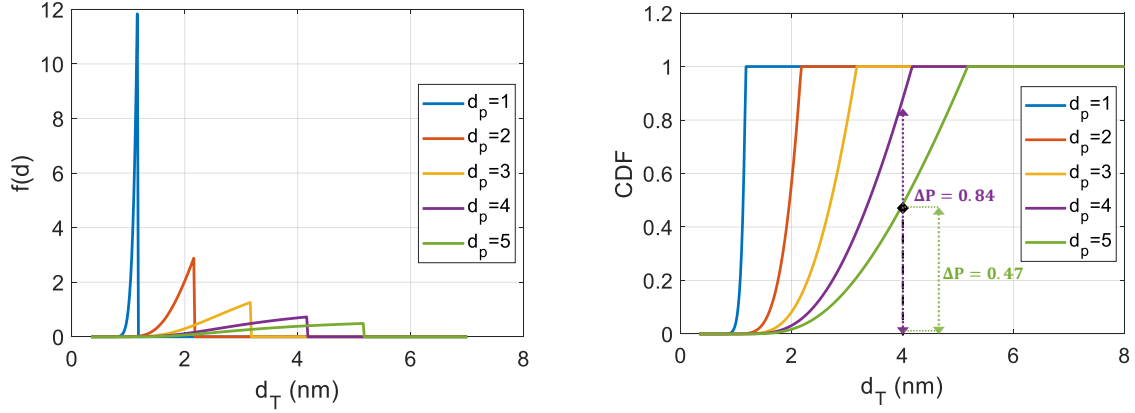 12
10
8
6
4
2
0
f(d)
0 2 4 6 8
d_T (nm)
d_p=1
d_p=2
d_p=3
d_p=4
d_p=5
1.2
1
0.8
0.6
0.4
0.2
0
CDF
0 2 4 6 8
d_T (nm)
d_p=1
d_p=2
d_p=3
d_p=4
d_p=5
ΔP = 0.84
ΔP = 0.47